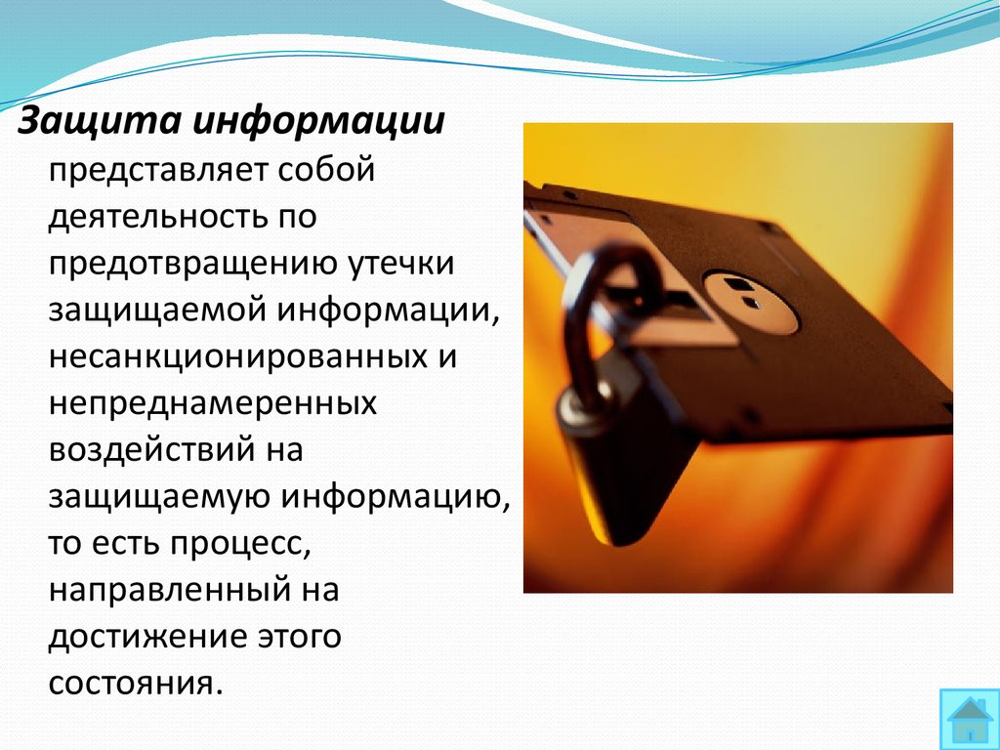 Защита информации
представляет собой
деятельность по
предотвращению утечки
защищаемой информации,
несанкционированных и
непреднамеренных
воздействий на
защищаемую информацию,
то есть процесс,
направленный на
достижение этого
состояния.